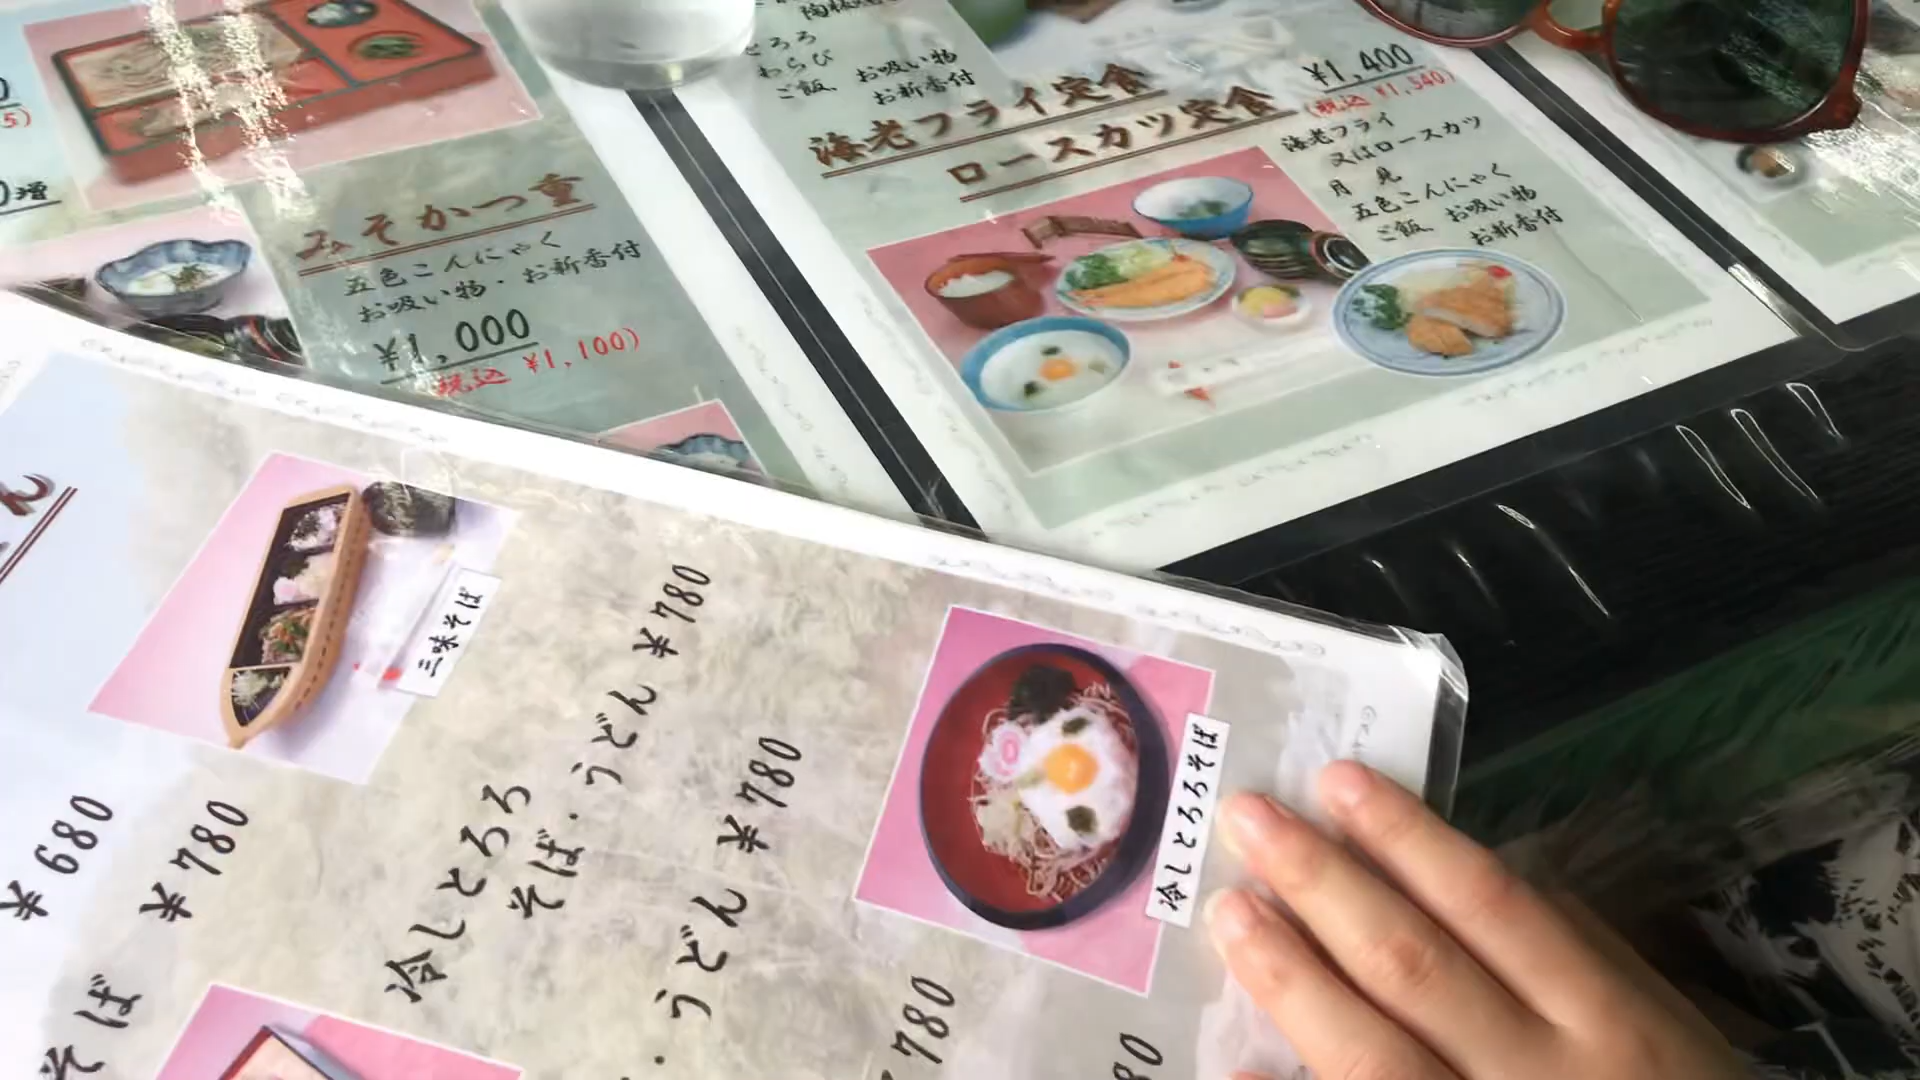 とろろ
わらび
ご飯、お吸い物
お新香付
海老フライ定食
ロースカツ定食
¥1,400
(税込 ¥1,540)
海老フライ
又はロースカツ
月見
五色こんにゃく
ご飯、お吸い物
お新香付
みそかつ重
五色こんにゃく
お吸い物・お新香付
¥1,000
税込 ¥1,100)
三味そば
¥680
¥780
そば
冷しとろろ
そば・うどん ¥780
・うどん ¥780
冷しとろろそば
780
80